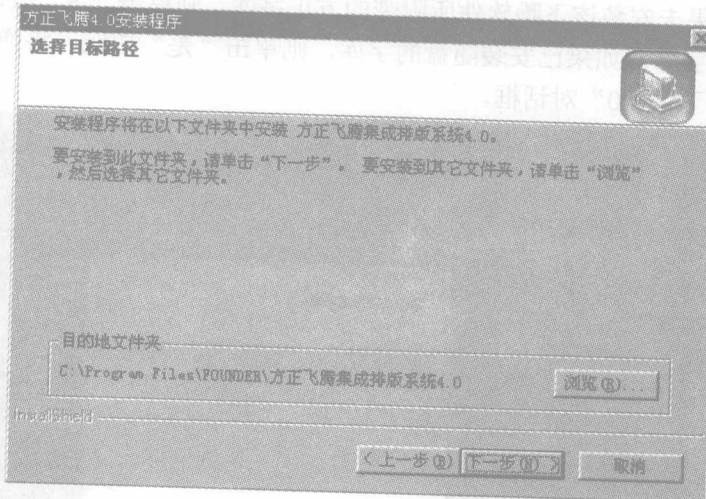 方正飞腾4.0安装程序
选择目标路径
安装程序将在以下文件夹中安装 方正飞腾集成排版系统4.0。
要安装到此文件夹，请单击“下一步”。 要安装到其它文件夹，请单击“浏览”
，然后选择其它文件夹。
目的地文件夹
C:\Program Files\FOUNDER\方正飞腾集成排版系统4.0
浏览(R)...
InstallShield
< 上一步(B)
下一步(N) >
取消